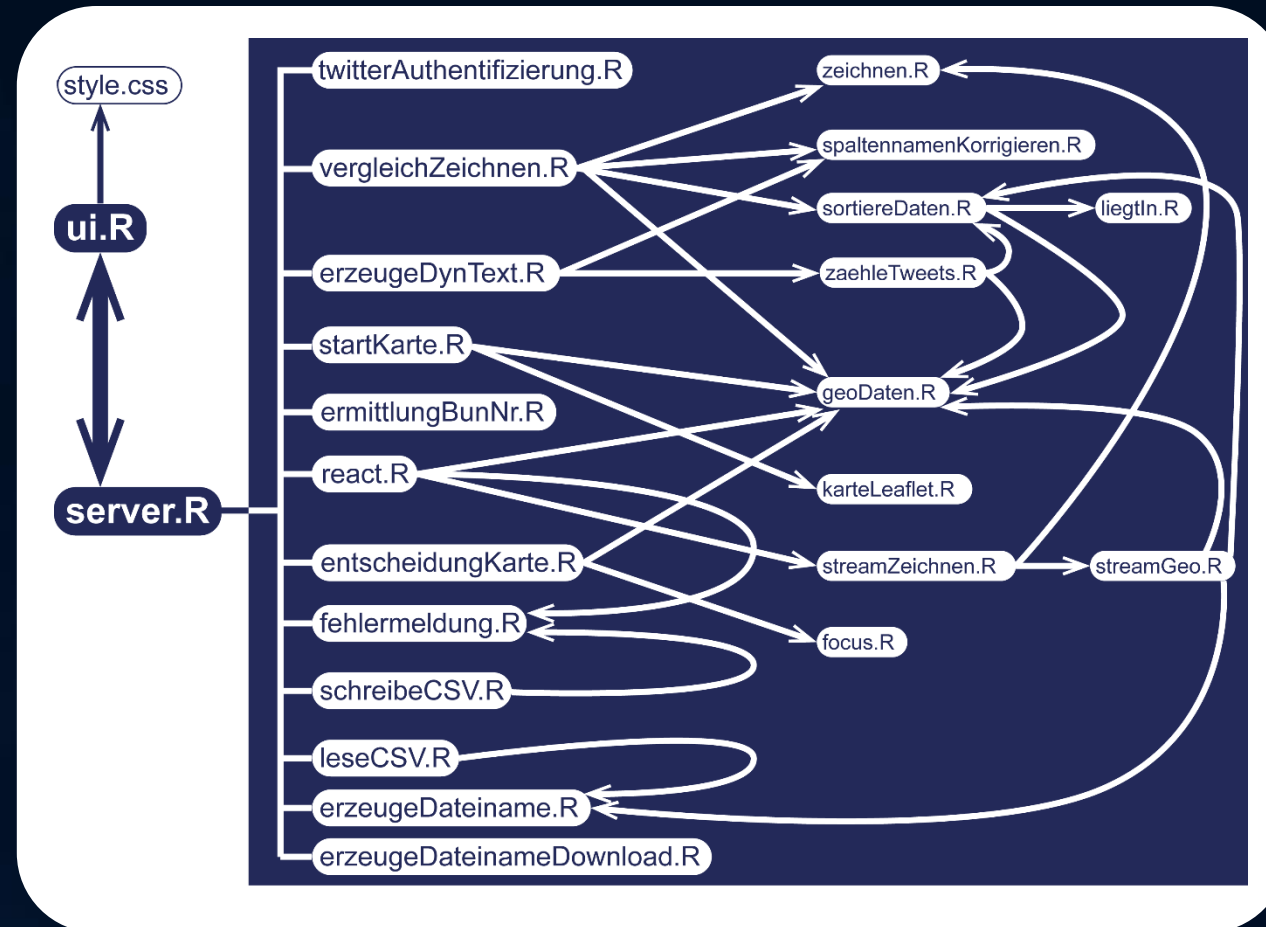 style.css
ui.R
server.R
twitterAuthentifizierung.R
vergleichZeichnen.R
erzeugeDynText.R
startKarte.R
ermittlungBunNr.R
react.R
entscheidungKarte.R
fehlermeldung.R
schreibeCSV.R
leseCSV.R
erzeugeDateiname.R
erzeugeDateinameDownload.R
zeichnen.R
spaltennamenKorrigieren.R
sortiereDaten.R
liegtIn.R
zaehleTweets.R
geoDaten.R
karteLeaflet.R
streamZeichnen.R
streamGeo.R
focus.R